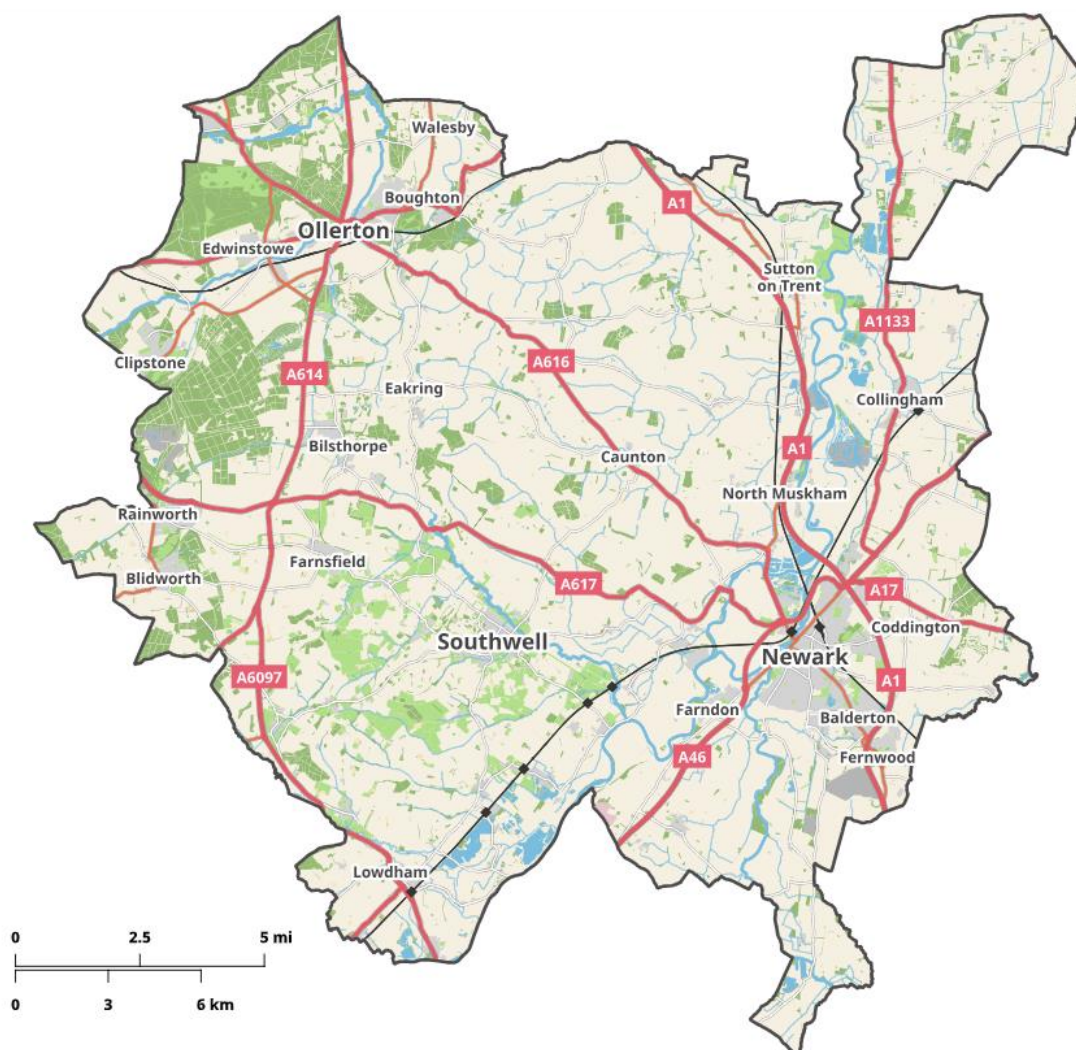 Walesby
Boughton
A1
Ollerton
Edwinstowe
Sutton
on Trent
A1133
Clipstone
A614
A616
Eakring
Collingham
Bilsthorpe
A1
Caunton
North Muskham
Rainworth
Farnsfield
Blidworth
A617
A17
Coddington
Southwell
Newark
A6097
A1
Farndon
Balderton
A46
Fernwood
Lowdham
0 2.5 5 mi
0 3 6 km